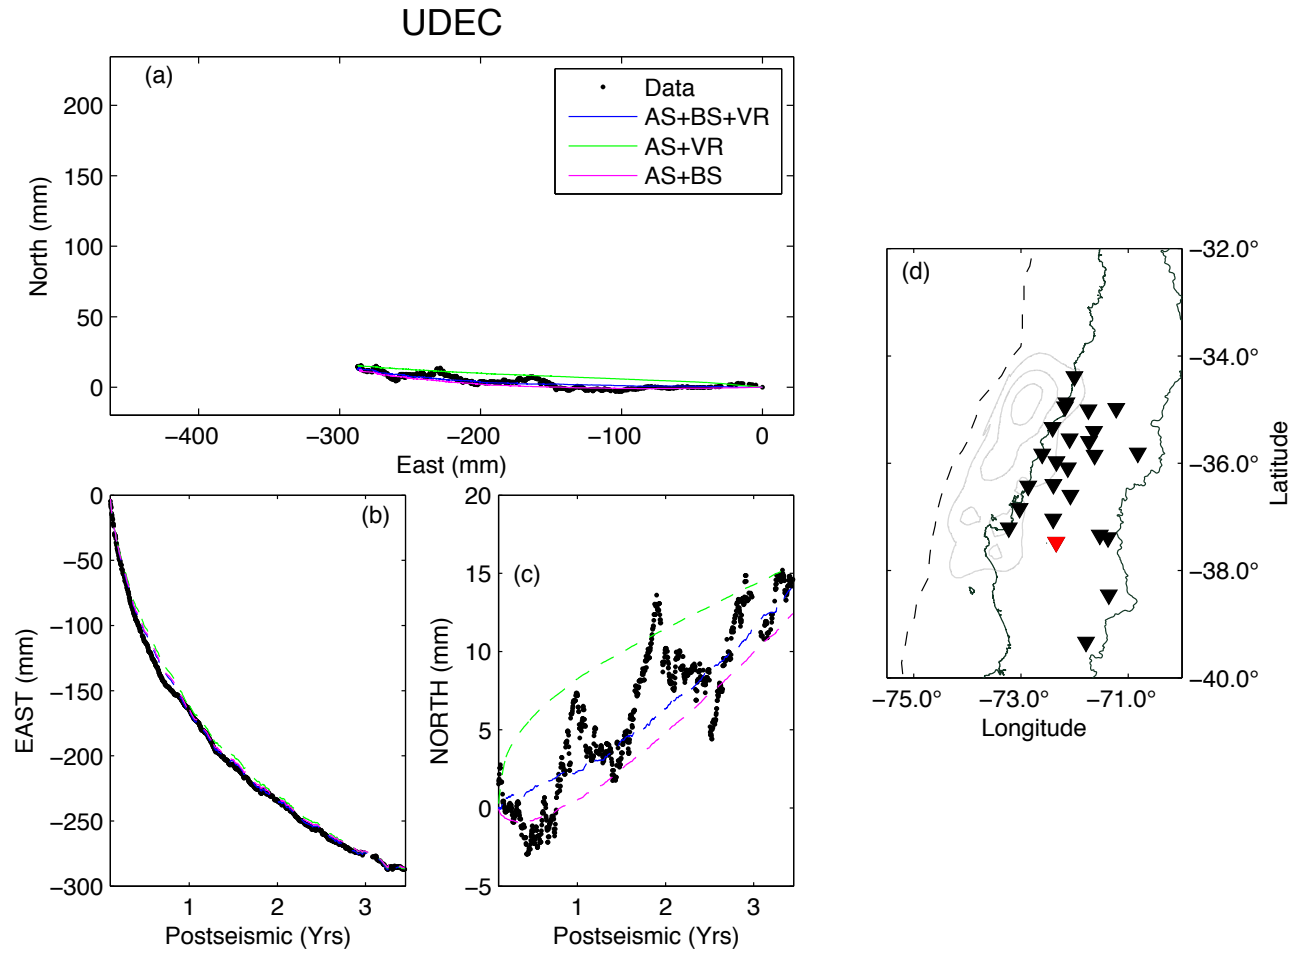 UDEC
(a)
200
150
100
50
0
North (mm)
−400
−300
−200
−100
0
East (mm)
Data
AS+BS+VR
AS+VR
AS+BS
(b)
0
−50
−100
−150
−200
−250
−300
EAST (mm)
1
2
3
Postseismic (Yrs)
(c)
20
15
10
5
0
−5
NORTH (mm)
1
2
3
Postseismic (Yrs)
(d)
−32.0°
−34.0°
−36.0°
−38.0°
−40.0°
Latitude
−75.0°
−73.0°
−71.0°
Longitude